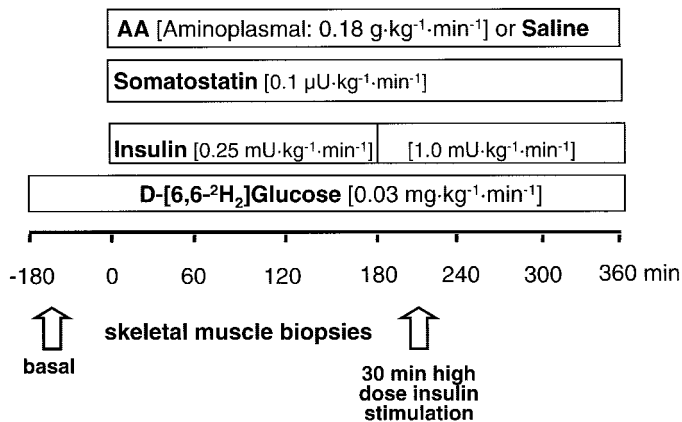 AA [Aminoplasmal: 0.18 g·kg⁻¹·min⁻¹] or Saline
Somatostatin [0.1 µU·kg⁻¹·min⁻¹]
Insulin [0.25 mU·kg⁻¹·min⁻¹] [1.0 mU·kg⁻¹·min⁻¹]
D-[6,6-²H₂]Glucose [0.03 mg·kg⁻¹·min⁻¹]
-180 0 60 120 180 240 300 360 min
skeletal muscle biopsies
basal
30 min high
dose insulin
stimulation